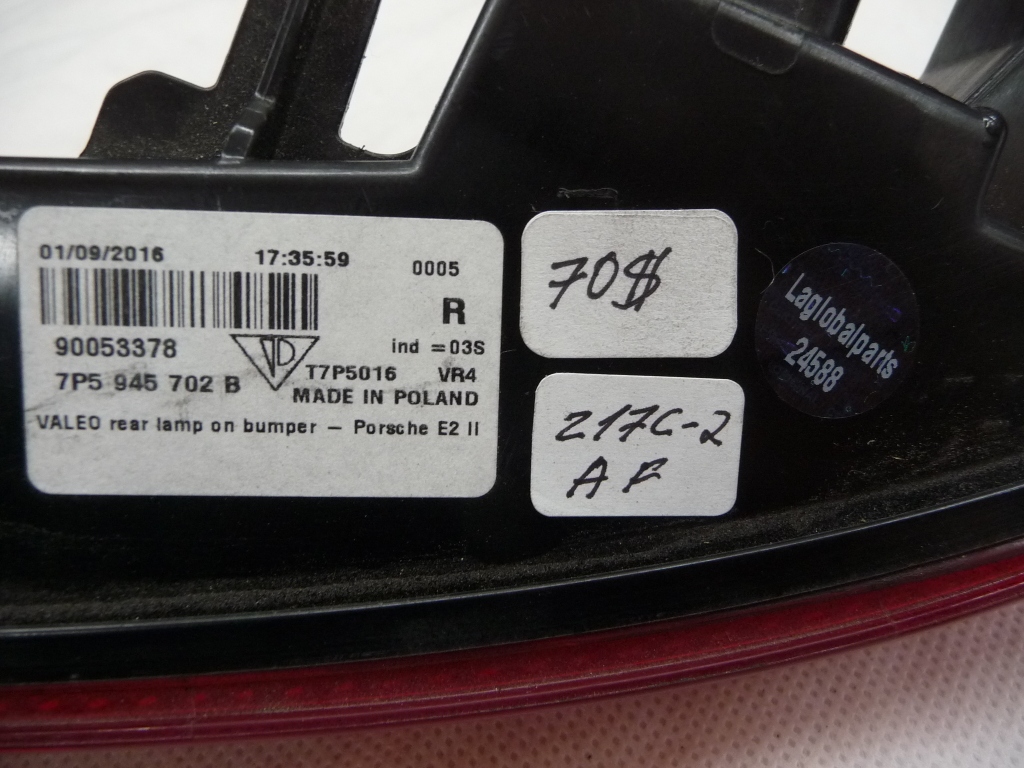 01/09/2016 17:35:59 0005
R
90053378 ind =03S
7P5 945 702 B T7P5016 VR4
MADE IN POLAND
VALEO rear lamp on bumper – Porsche E2 II
70$
217C-2
AF
Laglobalparts
24588